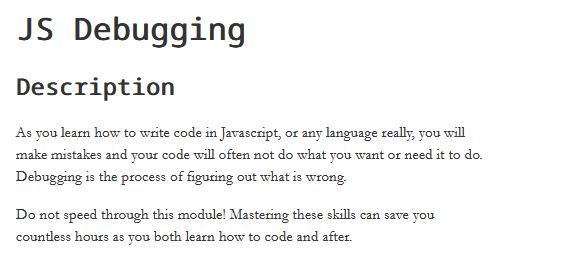 JS Debugging
Description
As you learn how to write code in Javascript, or any language really, you will
make mistakes and your code will often not do what you want or need it to do.
Debugging is the process of figuring out what is wrong.
Do not speed through this module! Mastering these skills can save you
countless hours as you both learn how to code and after.